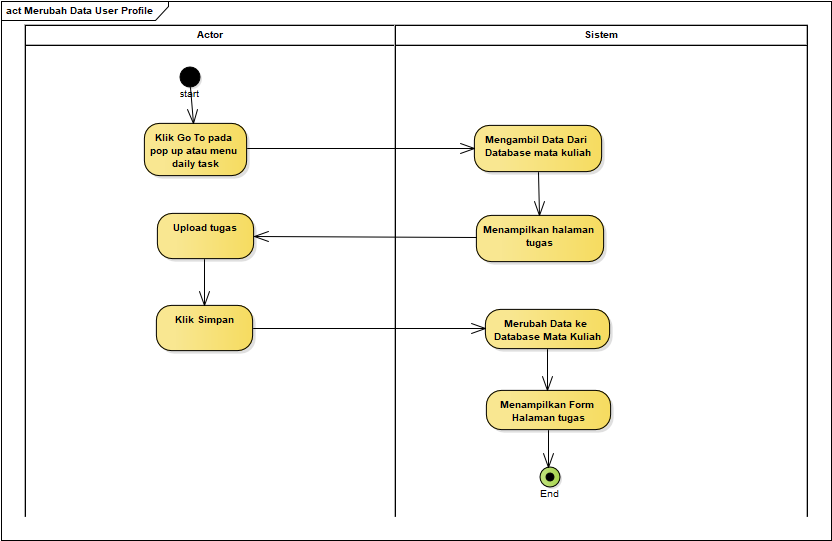 act Merubah Data User Profile
Actor
Sistem
start
Klik Go To pada
pop up atau menu
daily task
Mengambil Data Dari
Database mata kuliah
Upload tugas
Menampilkan halaman
tugas
Klik Simpan
Merubah Data ke
Database Mata Kuliah
Menampilkan Form
Halaman tugas
End